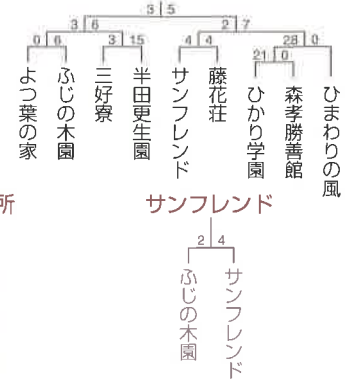 3 5
3 6 2 7
0 6 3 15 4 4 28 0
21 0
よつ葉の家
ふじの木園
三好寮
半田更生園
サンフレンド
藤花荘
ひかり学園
森孝勝善館
ひまわりの風
所
サンフレンド
2 4
ふじの木園
サンフレンド